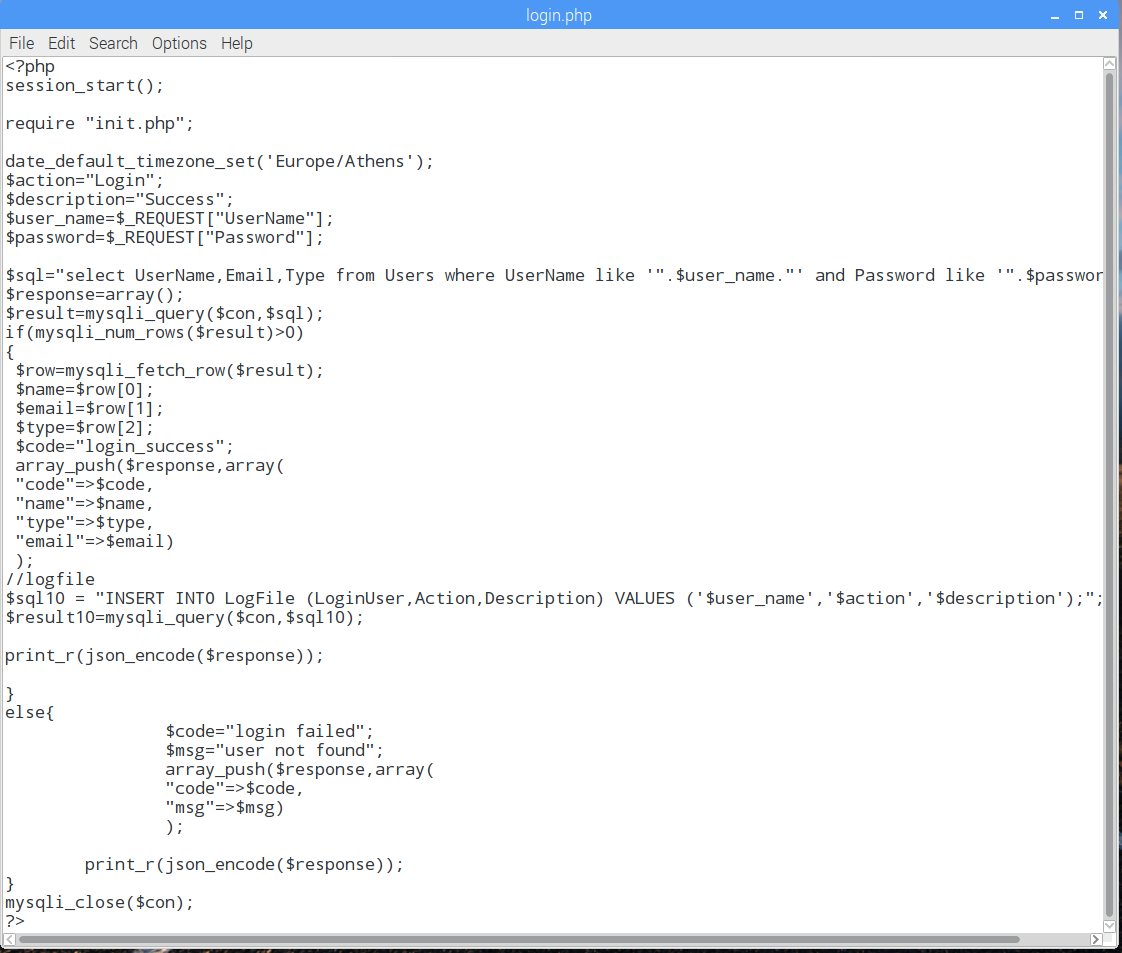 login.php
File Edit Search Options Help
<?php
session_start();

require "init.php";

date_default_timezone_set('Europe/Athens');
$action="Login";
$description="Success";
$user_name=$_REQUEST["UserName"];
$password=$_REQUEST["Password"];

$sql="select UserName,Email,Type from Users where UserName like '".$user_name."' and Password like '".$passwor
$response=array();
$result=mysqli_query($con,$sql);
if(mysqli_num_rows($result)>0)
{
 $row=mysqli_fetch_row($result);
 $name=$row[0];
 $email=$row[1];
 $type=$row[2];
 $code="login_success";
 array_push($response,array(
 "code"=>$code,
 "name"=>$name,
 "type"=>$type,
 "email"=>$email)
 );
//logfile
$sql10 = "INSERT INTO LogFile (LoginUser,Action,Description) VALUES ('$user_name','$action','$description');";
$result10=mysqli_query($con,$sql10);

print_r(json_encode($response));

}
else{
                $code="login failed";
                $msg="user not found";
                array_push($response,array(
                "code"=>$code,
                "msg"=>$msg)
                );

        print_r(json_encode($response));
}
mysqli_close($con);
?>